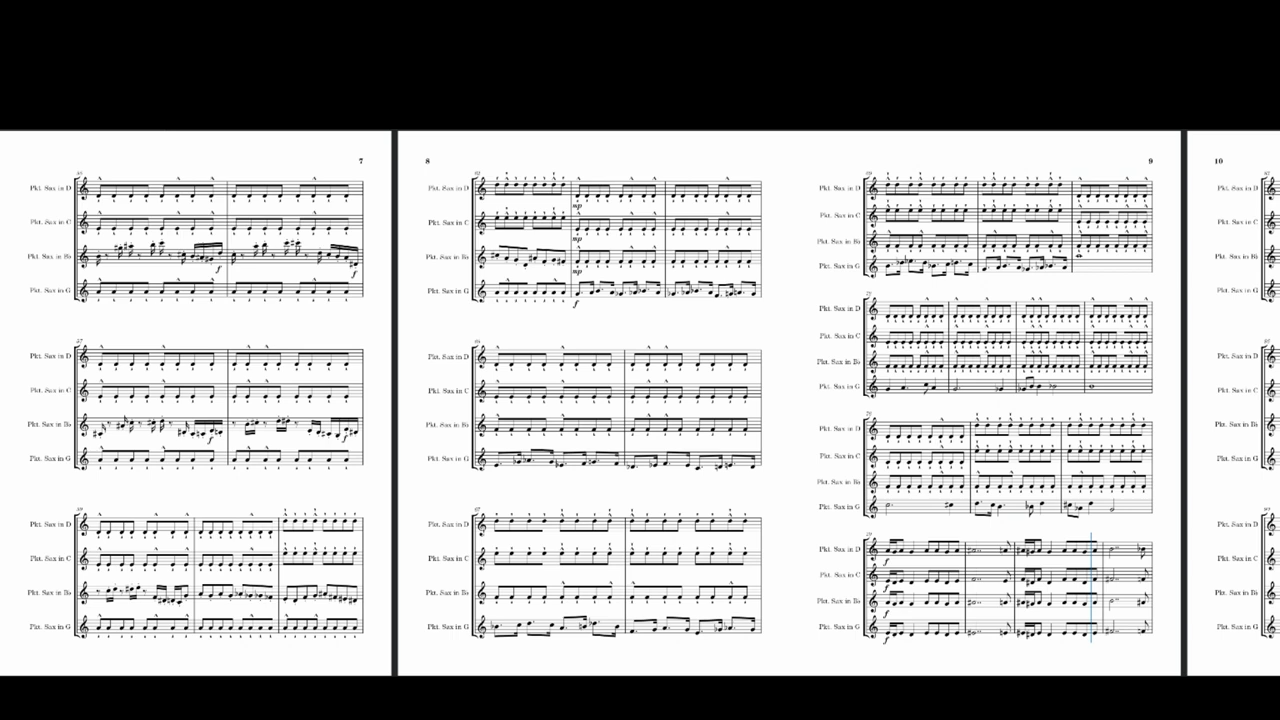 7
Pkt. Sax in D
Pkt. Sax in C
Pkt. Sax in B♭
f
f
Pkt. Sax in G
Pkt. Sax in D
Pkt. Sax in C
Pkt. Sax in B♭
f
f
Pkt. Sax in G
Pkt. Sax in D
Pkt. Sax in C
Pkt. Sax in B♭
Pkt. Sax in G
8
Pkt. Sax in D
mp
Pkt. Sax in C
mp
Pkt. Sax in B♭
mp
Pkt. Sax in G
f
Pkt. Sax in D
Pkt. Sax in C
Pkt. Sax in B♭
Pkt. Sax in G
Pkt. Sax in D
Pkt. Sax in C
Pkt. Sax in B♭
Pkt. Sax in G
9
Pkt. Sax in D
Pkt. Sax in C
Pkt. Sax in B♭
Pkt. Sax in G
Pkt. Sax in D
Pkt. Sax in C
Pkt. Sax in B♭
Pkt. Sax in G
Pkt. Sax in D
Pkt. Sax in C
Pkt. Sax in B♭
Pkt. Sax in G
Pkt. Sax in D
f
Pkt. Sax in C
Pkt. Sax in B♭
Pkt. Sax in G
f
10
Pkt. Sax in D
Pkt. Sax in C
Pkt. Sax in B♭
Pkt. Sax in G
Pkt. Sax in D
Pkt. Sax in C
Pkt. Sax in B♭
Pkt. Sax in G
Pkt. Sax in D
Pkt. Sax in C
Pkt. Sax in B♭
Pkt. Sax in G